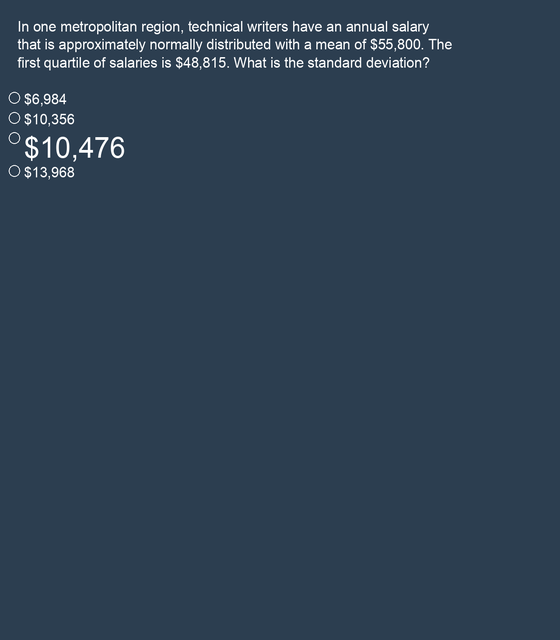 In one metropolitan region, technical writers have an annual salary
that is approximately normally distributed with a mean of $55,800. The
first quartile of salaries is $48,815. What is the standard deviation?
$6,984
$10,356
$10,476
$13,968